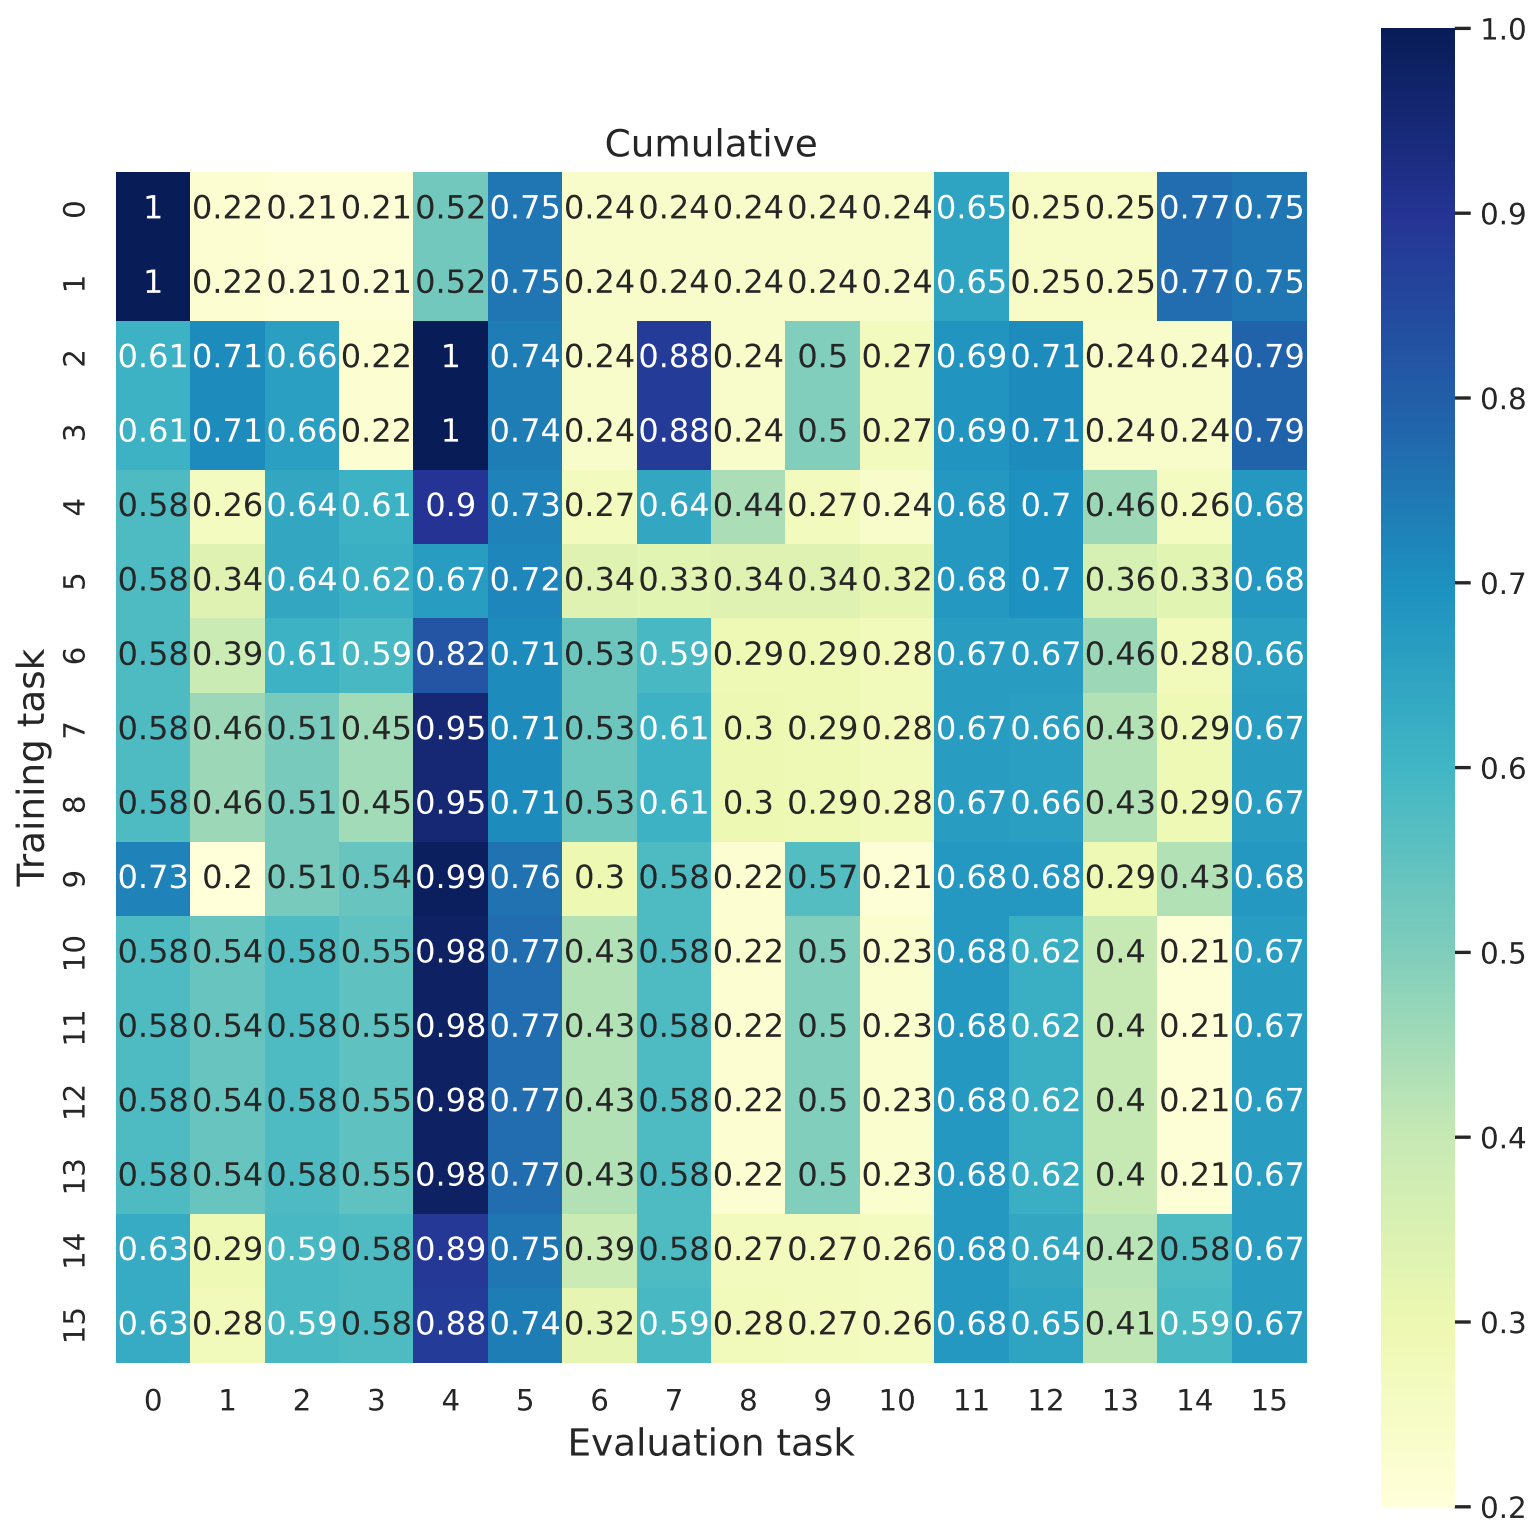 Cumulative
0 1 0.22 0.21 0.21 0.52 0.75 0.24 0.24 0.24 0.24 0.24 0.65 0.25 0.25 0.77 0.75
1 1 0.22 0.21 0.21 0.52 0.75 0.24 0.24 0.24 0.24 0.24 0.65 0.25 0.25 0.77 0.75
2 0.61 0.71 0.66 0.22 1 0.74 0.24 0.88 0.24 0.5 0.27 0.69 0.71 0.24 0.24 0.79
3 0.61 0.71 0.66 0.22 1 0.74 0.24 0.88 0.24 0.5 0.27 0.69 0.71 0.24 0.24 0.79
4 0.58 0.26 0.64 0.61 0.9 0.73 0.27 0.64 0.44 0.27 0.24 0.68 0.7 0.46 0.26 0.68
5 0.58 0.34 0.64 0.62 0.67 0.72 0.34 0.33 0.34 0.34 0.32 0.68 0.7 0.36 0.33 0.68
6 0.58 0.39 0.61 0.59 0.82 0.71 0.53 0.59 0.29 0.29 0.28 0.67 0.67 0.46 0.28 0.66
7 0.58 0.46 0.51 0.45 0.95 0.71 0.53 0.61 0.3 0.29 0.28 0.67 0.66 0.43 0.29 0.67
8 0.58 0.46 0.51 0.45 0.95 0.71 0.53 0.61 0.3 0.29 0.28 0.67 0.66 0.43 0.29 0.67
9 0.73 0.2 0.51 0.54 0.99 0.76 0.3 0.58 0.22 0.57 0.21 0.68 0.68 0.29 0.43 0.68
10 0.58 0.54 0.58 0.55 0.98 0.77 0.43 0.58 0.22 0.5 0.23 0.68 0.62 0.4 0.21 0.67
11 0.58 0.54 0.58 0.55 0.98 0.77 0.43 0.58 0.22 0.5 0.23 0.68 0.62 0.4 0.21 0.67
12 0.58 0.54 0.58 0.55 0.98 0.77 0.43 0.58 0.22 0.5 0.23 0.68 0.62 0.4 0.21 0.67
13 0.58 0.54 0.58 0.55 0.98 0.77 0.43 0.58 0.22 0.5 0.23 0.68 0.62 0.4 0.21 0.67
14 0.63 0.29 0.59 0.58 0.89 0.75 0.39 0.58 0.27 0.27 0.26 0.68 0.64 0.42 0.58 0.67
15 0.63 0.28 0.59 0.58 0.88 0.74 0.32 0.59 0.28 0.27 0.26 0.68 0.65 0.41 0.59 0.67
0 1 2 3 4 5 6 7 8 9 10 11 12 13 14 15
Evaluation task
Training task
1.0
0.9
0.8
0.7
0.6
0.5
0.4
0.3
0.2